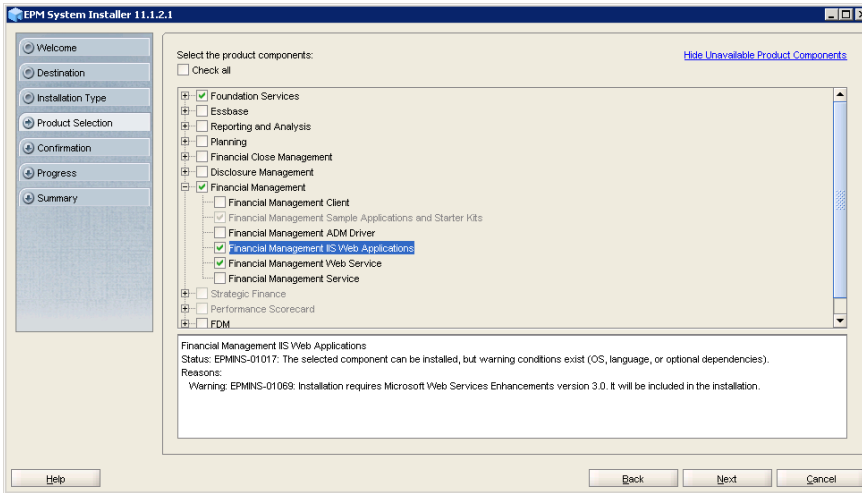 EPM System Installer 11.1.2.1
Welcome
Destination
Installation Type
Product Selection
Confirmation
Progress
Summary
Select the product components:
Hide Unavailable Product Components
Check all
Foundation Services
Essbase
Reporting and Analysis
Planning
Financial Close Management
Disclosure Management
Financial Management
Financial Management Client
Financial Management Sample Applications and Starter Kits
Financial Management ADM Driver
Financial Management IIS Web Applications
Financial Management Web Service
Financial Management Service
Strategic Finance
Performance Scorecard
FDM
Financial Management IIS Web Applications
Status: EPMINS-01017: The selected component can be installed, but warning conditions exist (OS, language, or optional dependencies).
Reasons:
Warning: EPMINS-01069: Installation requires Microsoft Web Services Enhancements version 3.0. It will be included in the installation.
Help
Back
Next
Cancel